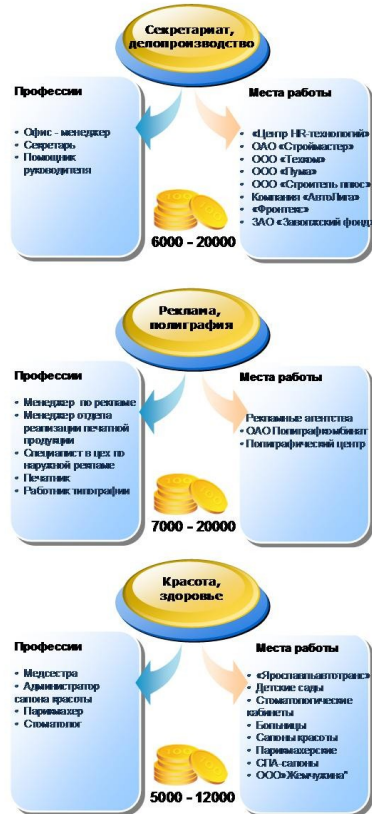 Секретариат,
делопроизводство
Профессии
• Офис - менеджер
• Секретарь
• Помощник
руководителя
Места работы
• «Центр HR-технологий»
• ОАО «Строймастер»
• ООО «Техком»
• ООО «Пума»
• ООО «Строитель плюс»
• Компания «АвтоЛига»
• «Фронтекс»
• ЗАО «Заволжский фонд»
6000 - 20000
Реклама,
полиграфия
Профессии
• Менеджер по рекламе
• Менеджер отдела
реализации печатной
продукции
• Специалист в цех по
наружной рекламе
• Печатник
• Работник типографии
Места работы
Рекламные агентства
• ОАО Полиграфкомбинат
• Полиграфический центр
7000 - 20000
Красота,
здоровье
Профессии
• Медсестра
• Администратор
салона красоты
• Парикмахер
• Стоматолог
Места работы
• «Ярославльавтотранс»
• Детские сады
• Стоматологические
кабинеты
• Больницы
• Салоны красоты
• Парикмахерские
• СПА-салоны
• ООО»Жемчужина"
5000 - 12000